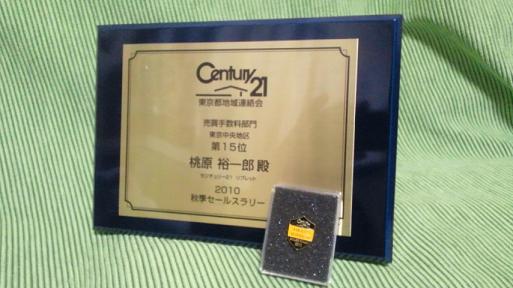 Century 21
東京都地域連絡会
売買手数料部門
東京中央地区
第15位
桃原 裕一郎 殿
センチュリー21 リブレット
2010
秋季セールスラリー